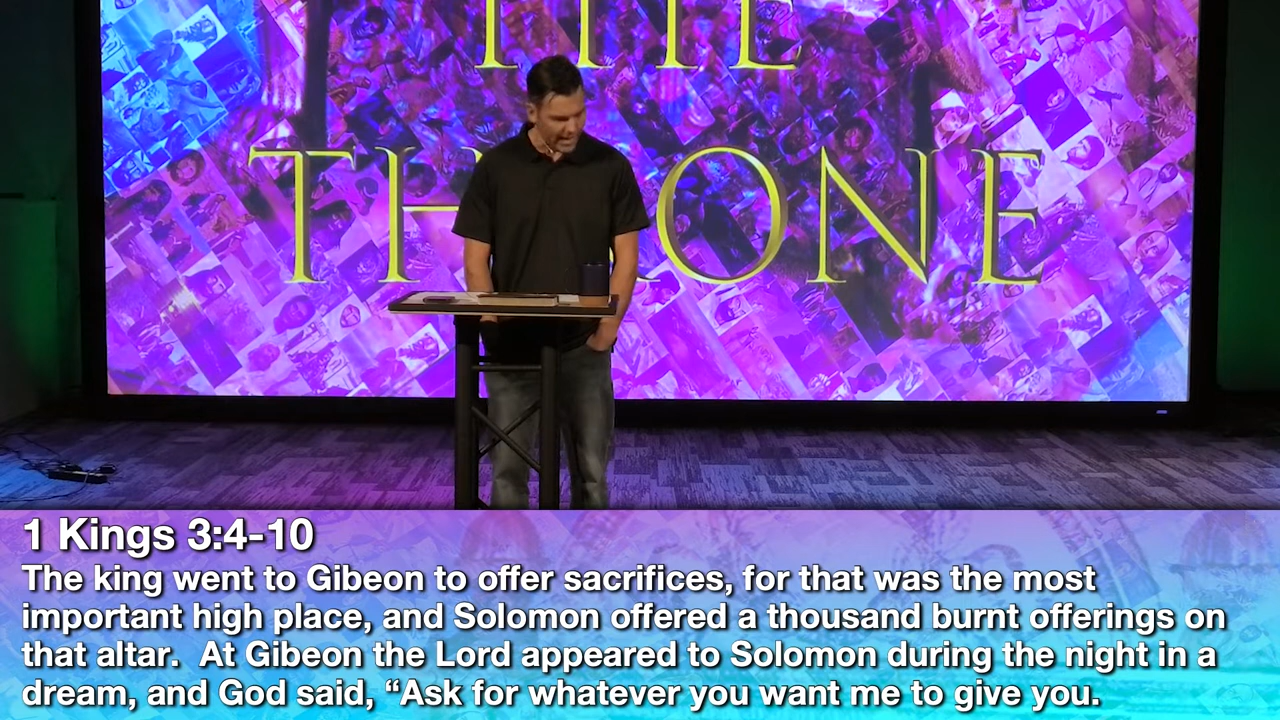 THE
THRONE
1 Kings 3:4-10
The king went to Gibeon to offer sacrifices, for that was the most
important high place, and Solomon offered a thousand burnt offerings on
that altar.  At Gibeon the Lord appeared to Solomon during the night in a
dream, and God said, “Ask for whatever you want me to give you.